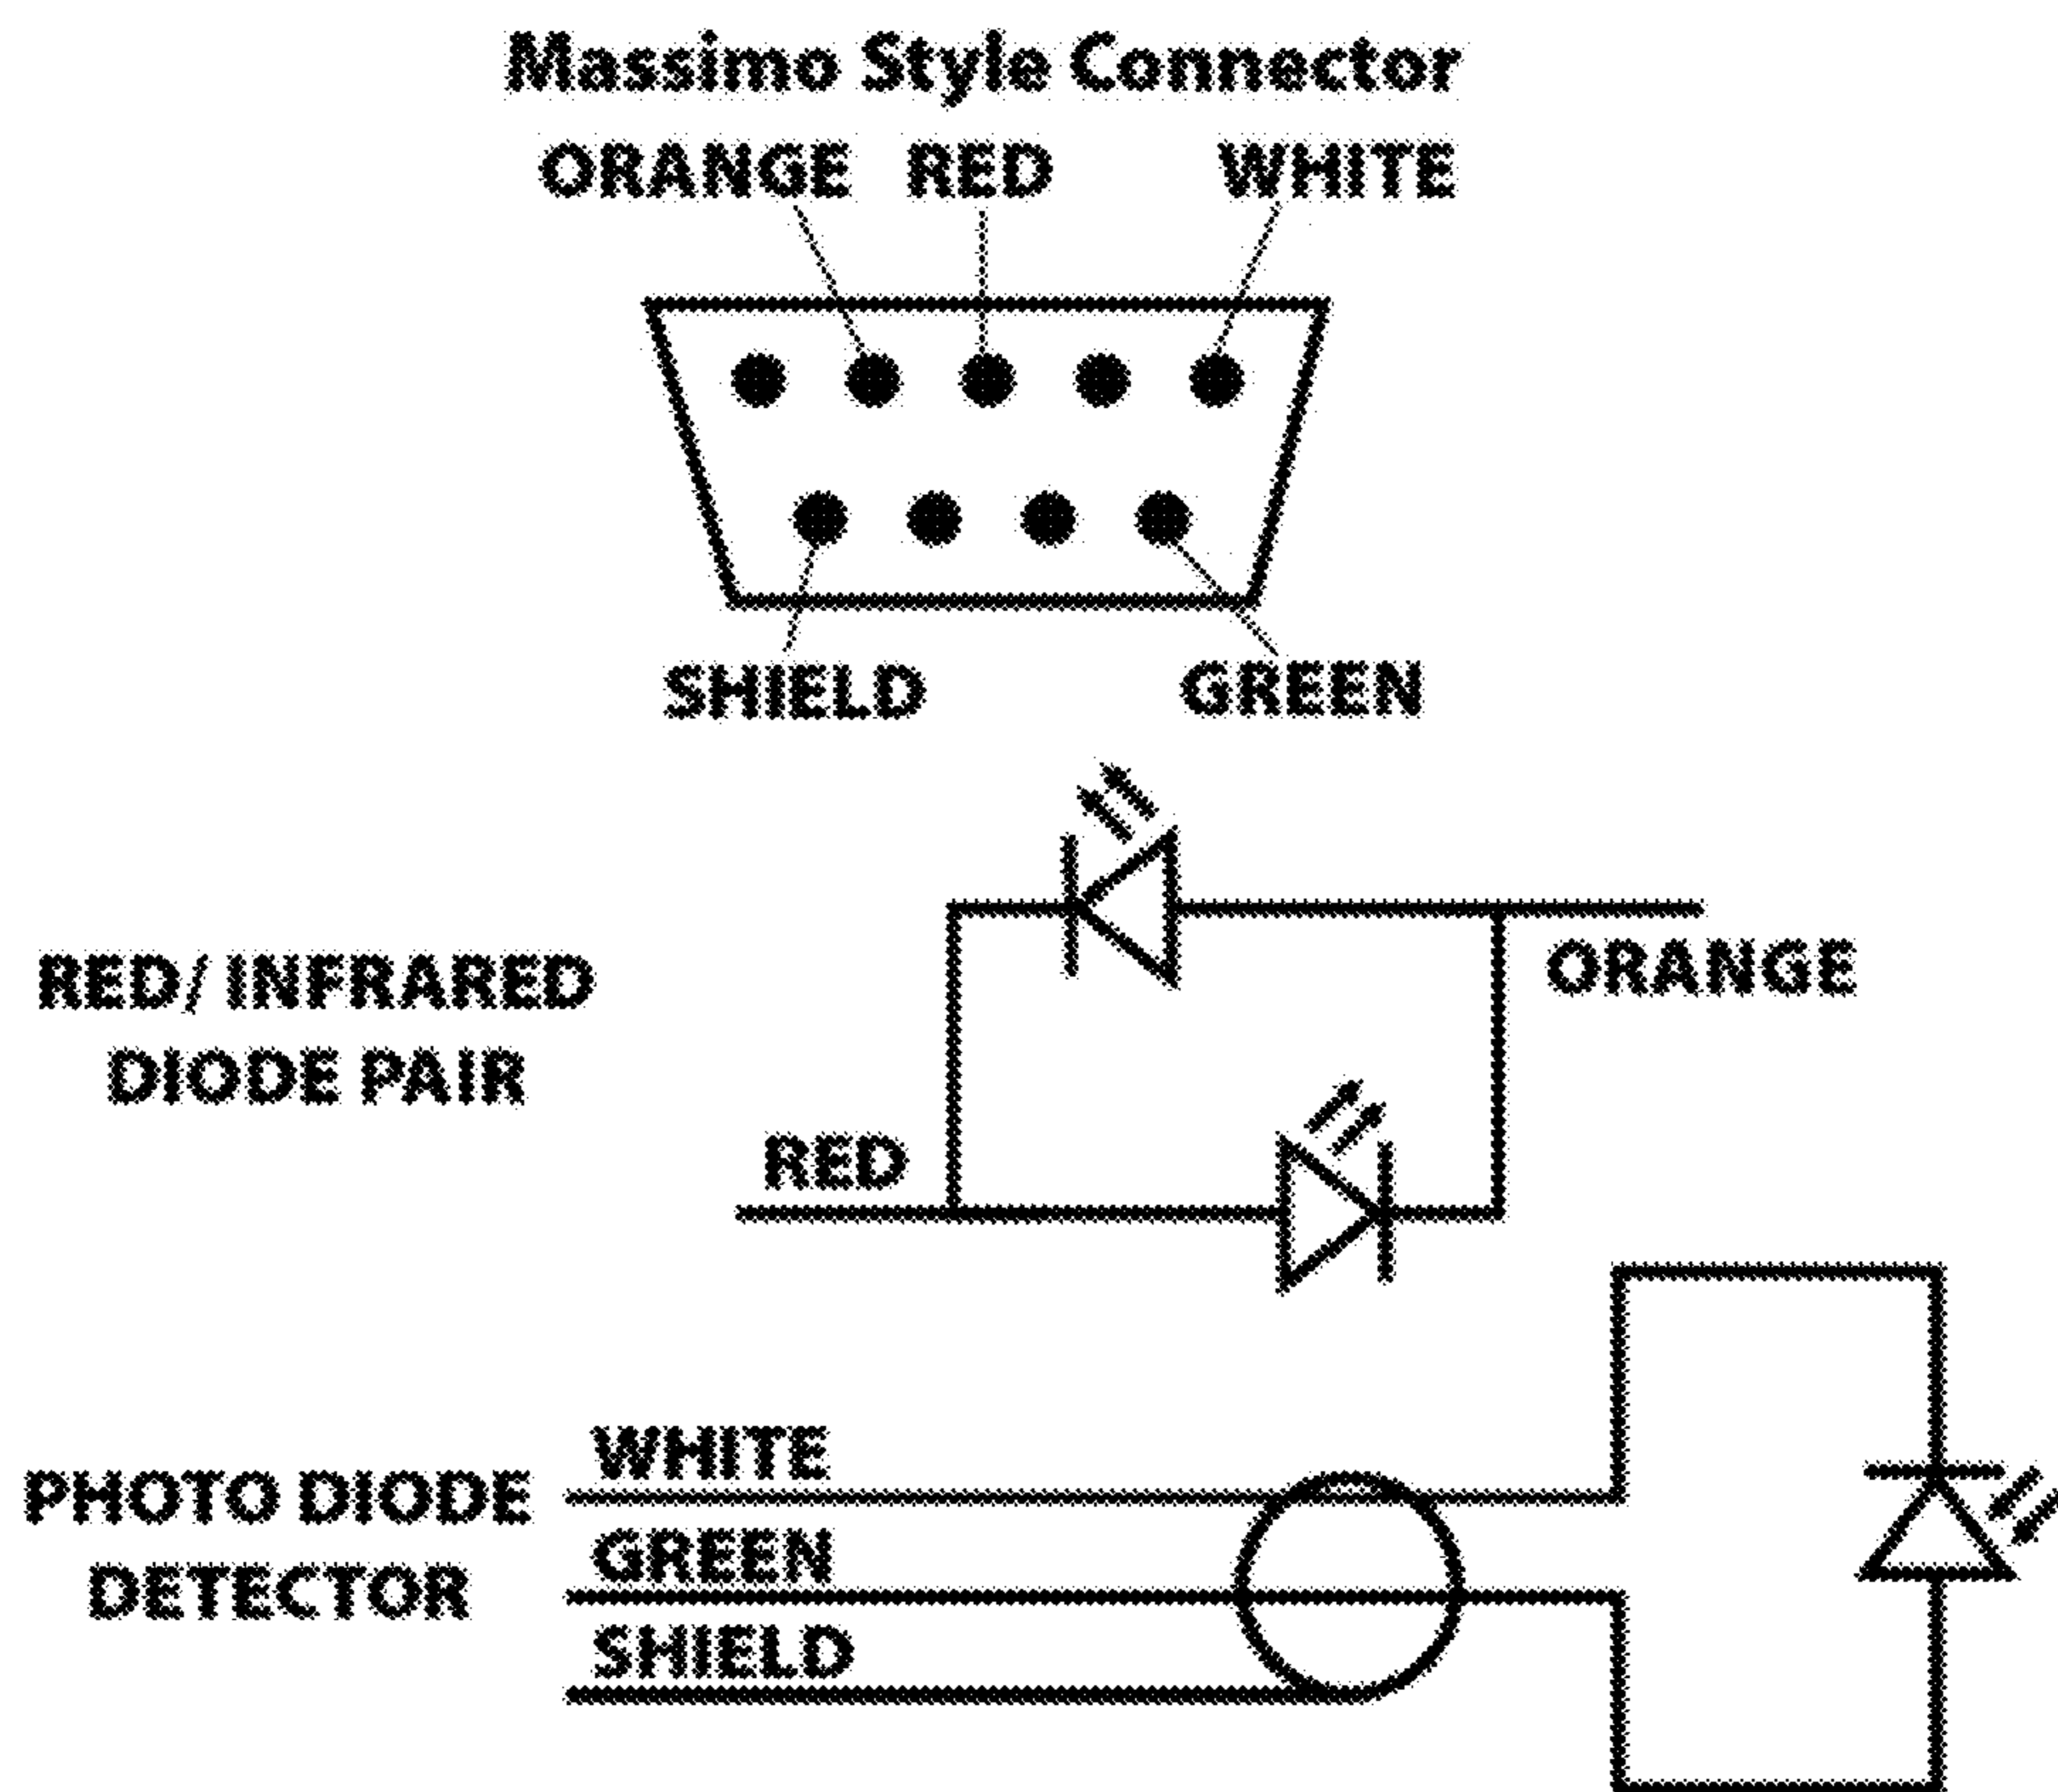 Massimo Style Connector
ORANGE RED WHITE
SHIELD GREEN
ORANGE
RED/ INFRARED
DIODE PAIR
RED
WHITE
PHOTO DIODE
GREEN
DETECTOR
SHIELD